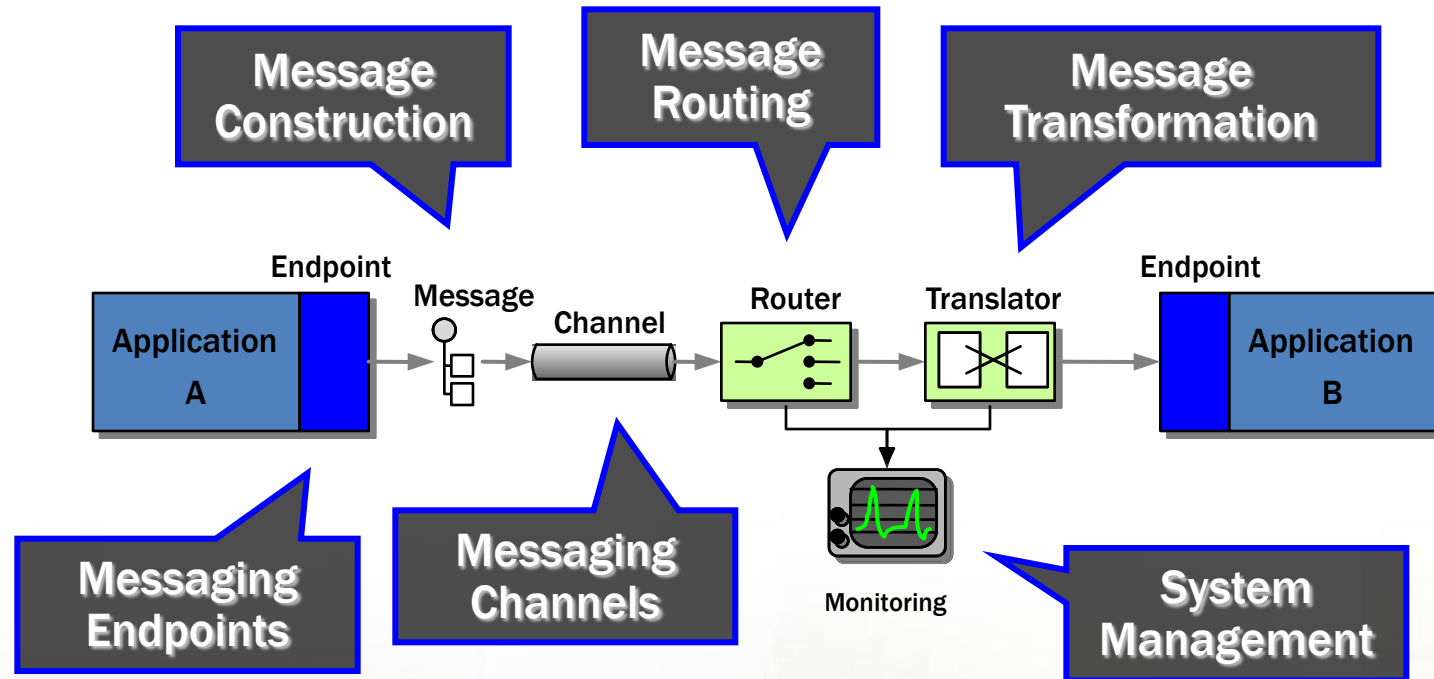 Message
Construction
Message
Routing
Message
Transformation
Endpoint
Message
Channel
Router
Translator
Endpoint
Application
A
Application
B
Messaging
Endpoints
Messaging
Channels
Monitoring
System
Management